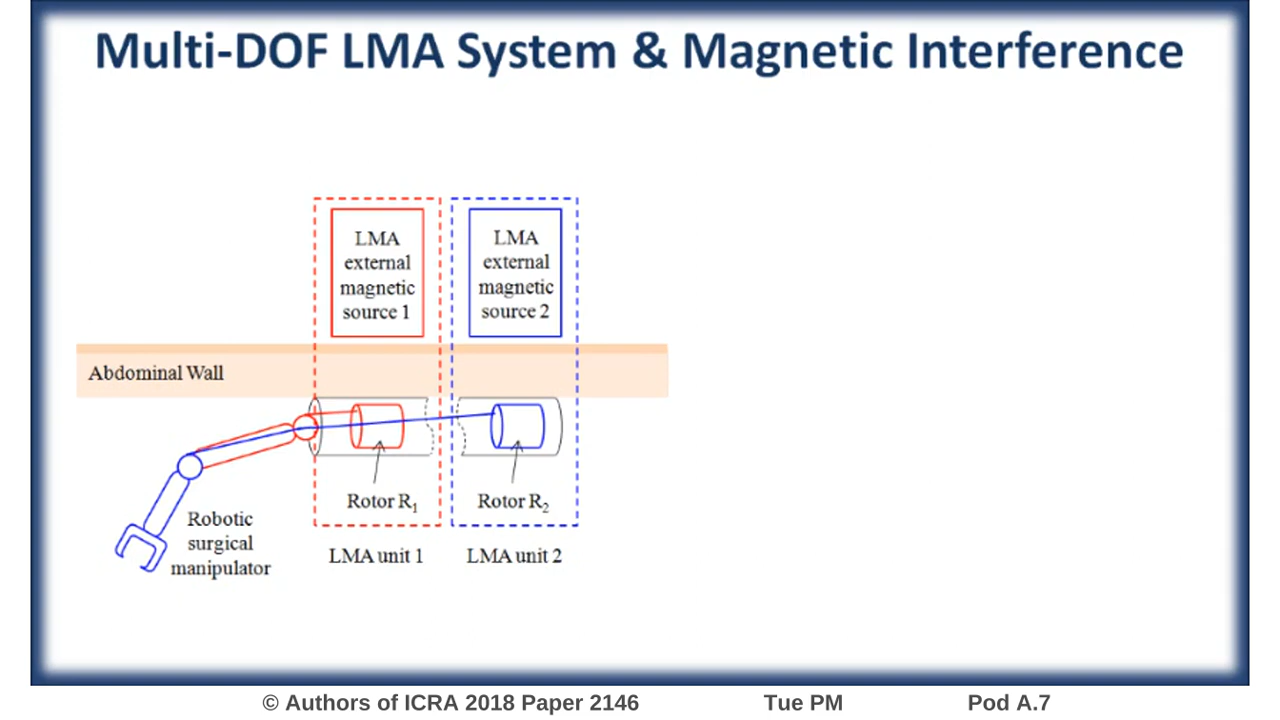 Multi-DOF LMA System & Magnetic Interference
LMA
external
magnetic
source 1
LMA
external
magnetic
source 2
Abdominal Wall
Rotor R1
Rotor R2
Robotic
surgical
manipulator
LMA unit 1
LMA unit 2
© Authors of ICRA 2018 Paper 2146 Tue PM Pod A.7